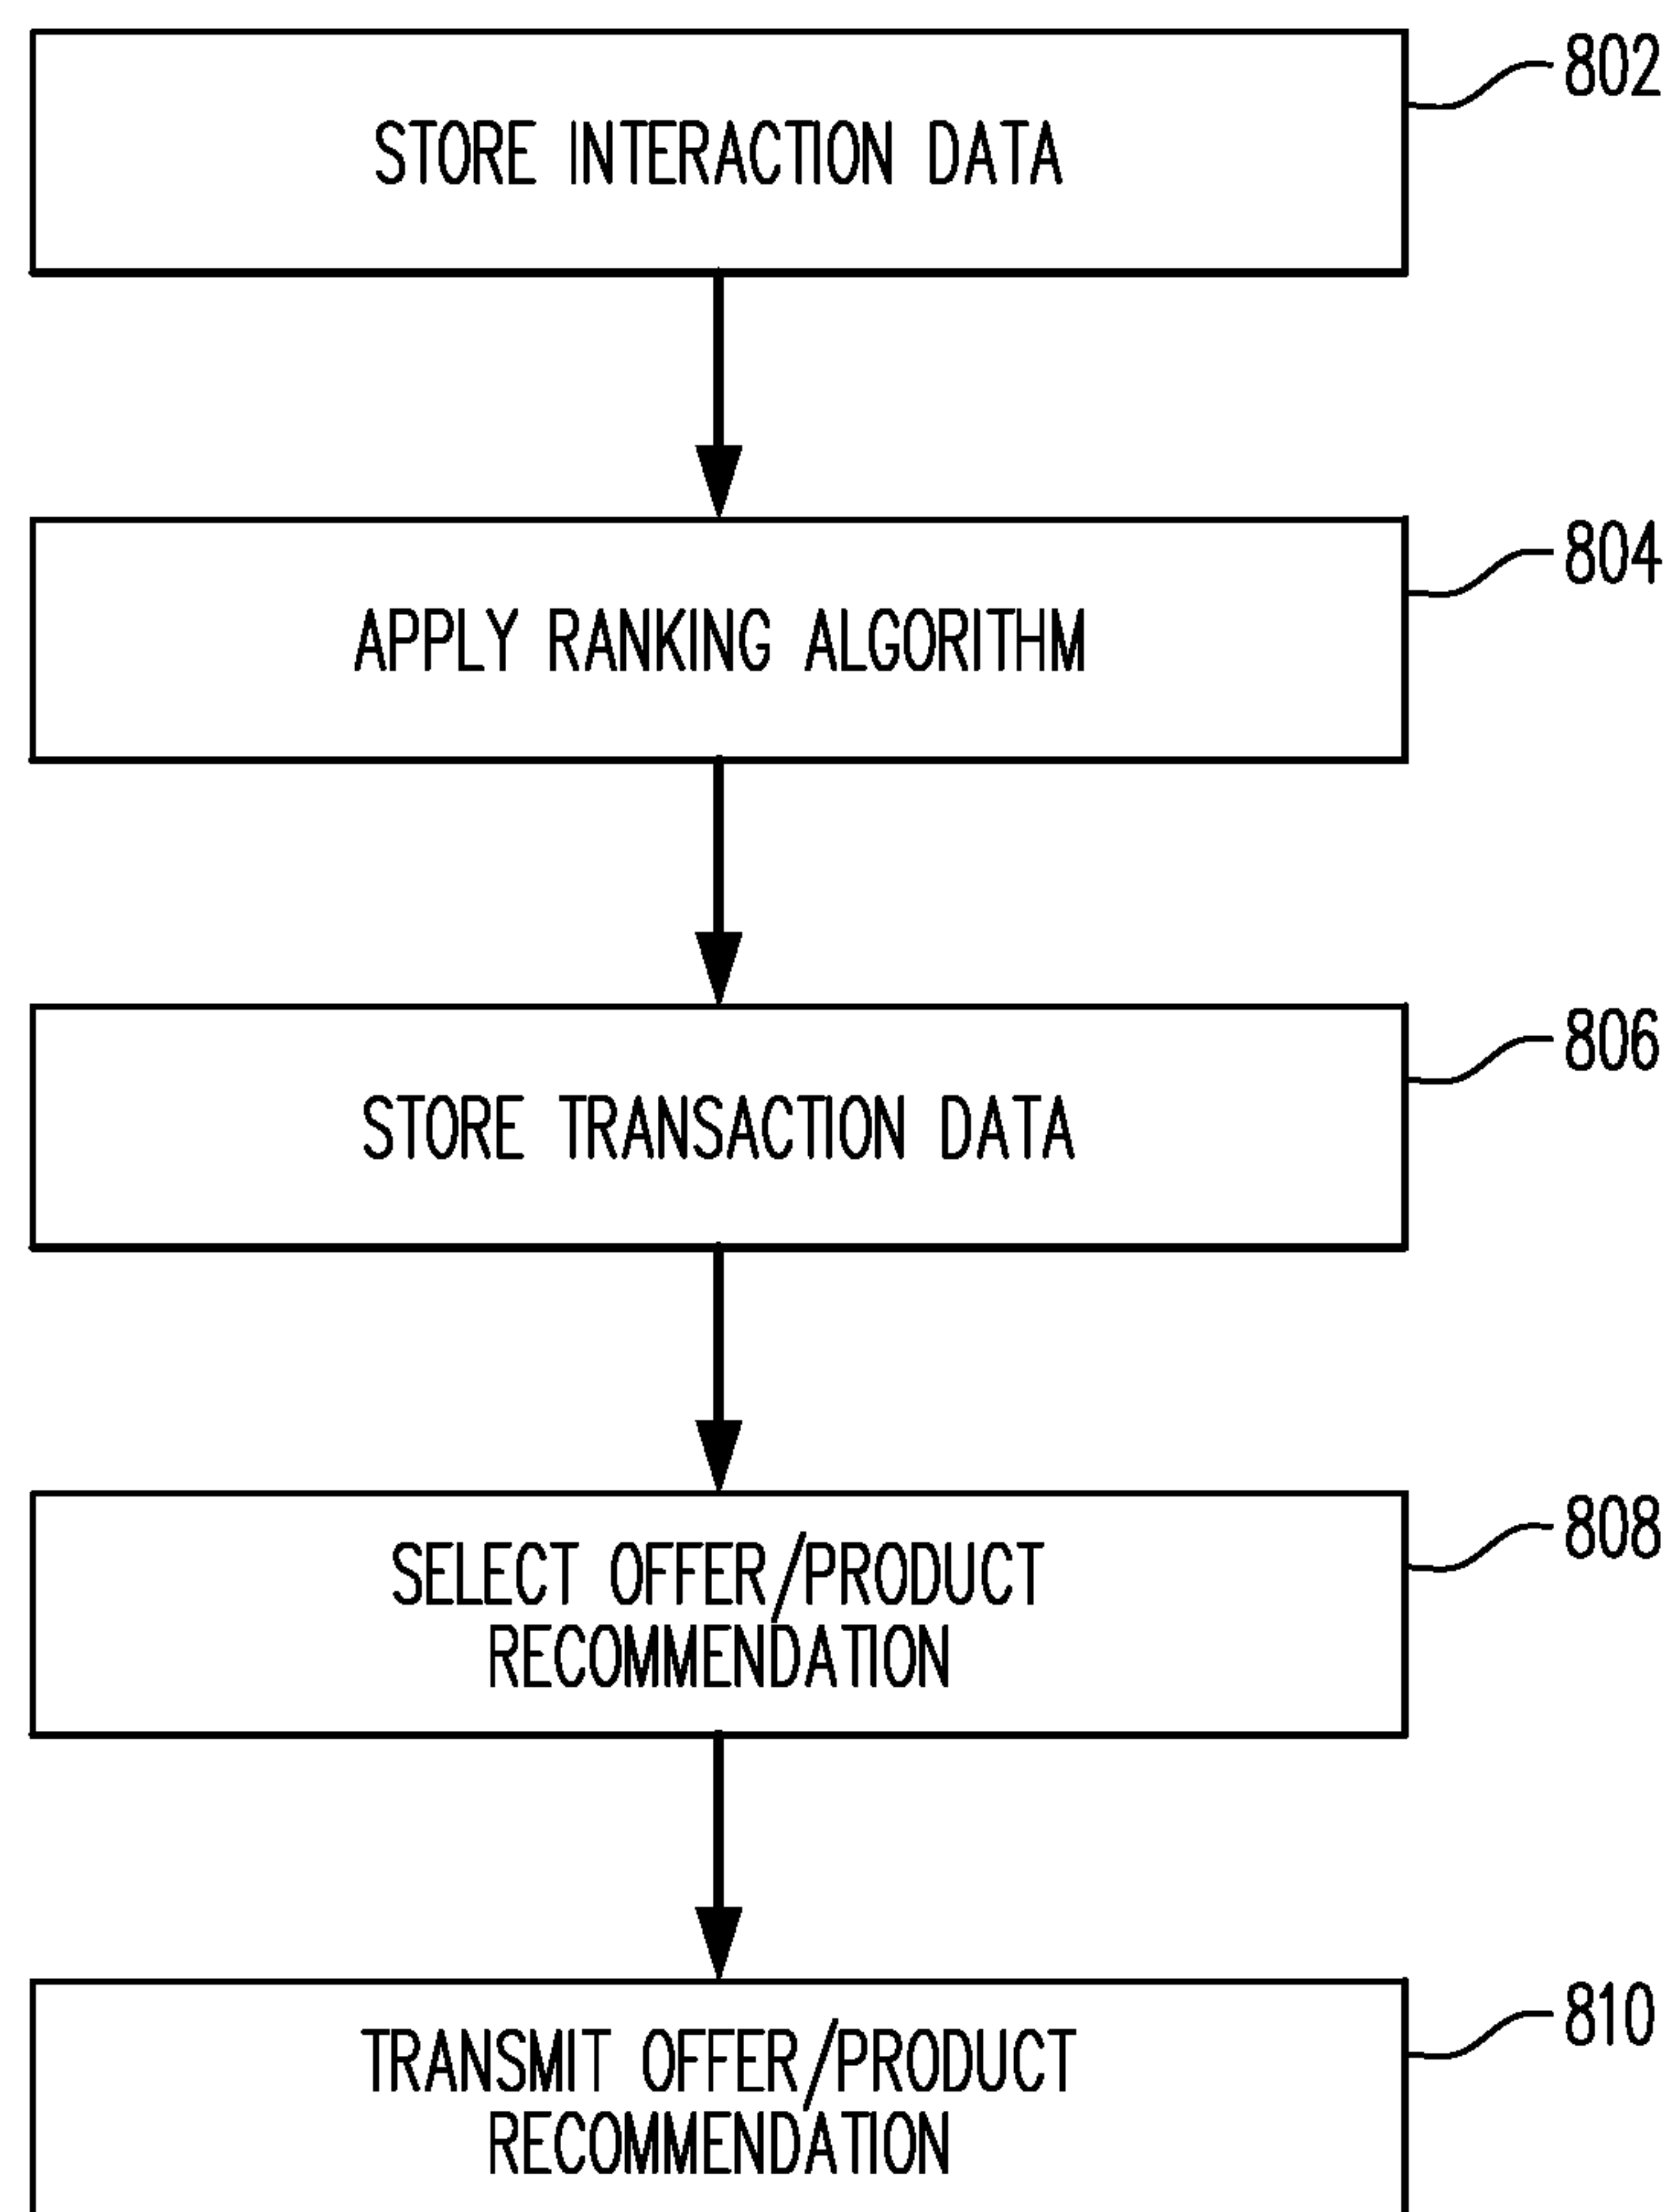 STORE INTERACTION DATA
802
APPLY RANKING ALGORITHM
804
STORE TRANSACTION DATA
806
SELECT OFFER/PRODUCT
RECOMMENDATION
808
TRANSMIT OFFER/PRODUCT
RECOMMENDATION
810